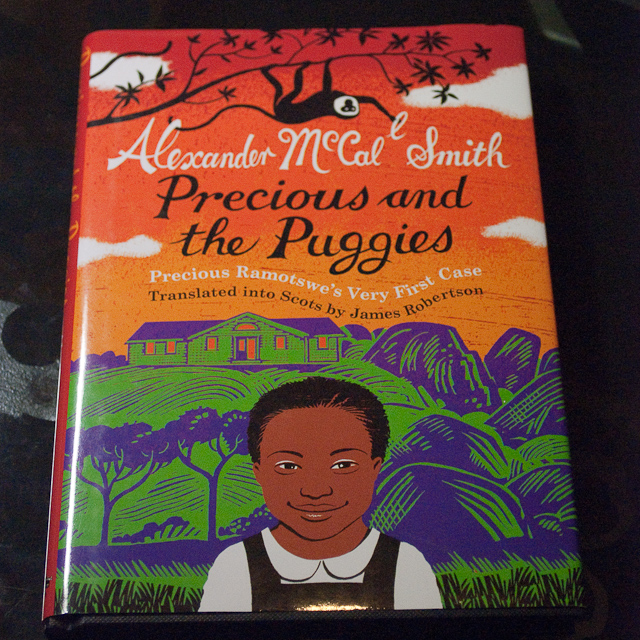 Alexander McCall Smith
Precious and
the Puggies
Precious Ramotswe's Very First Case
Translated into Scots by James Robertson